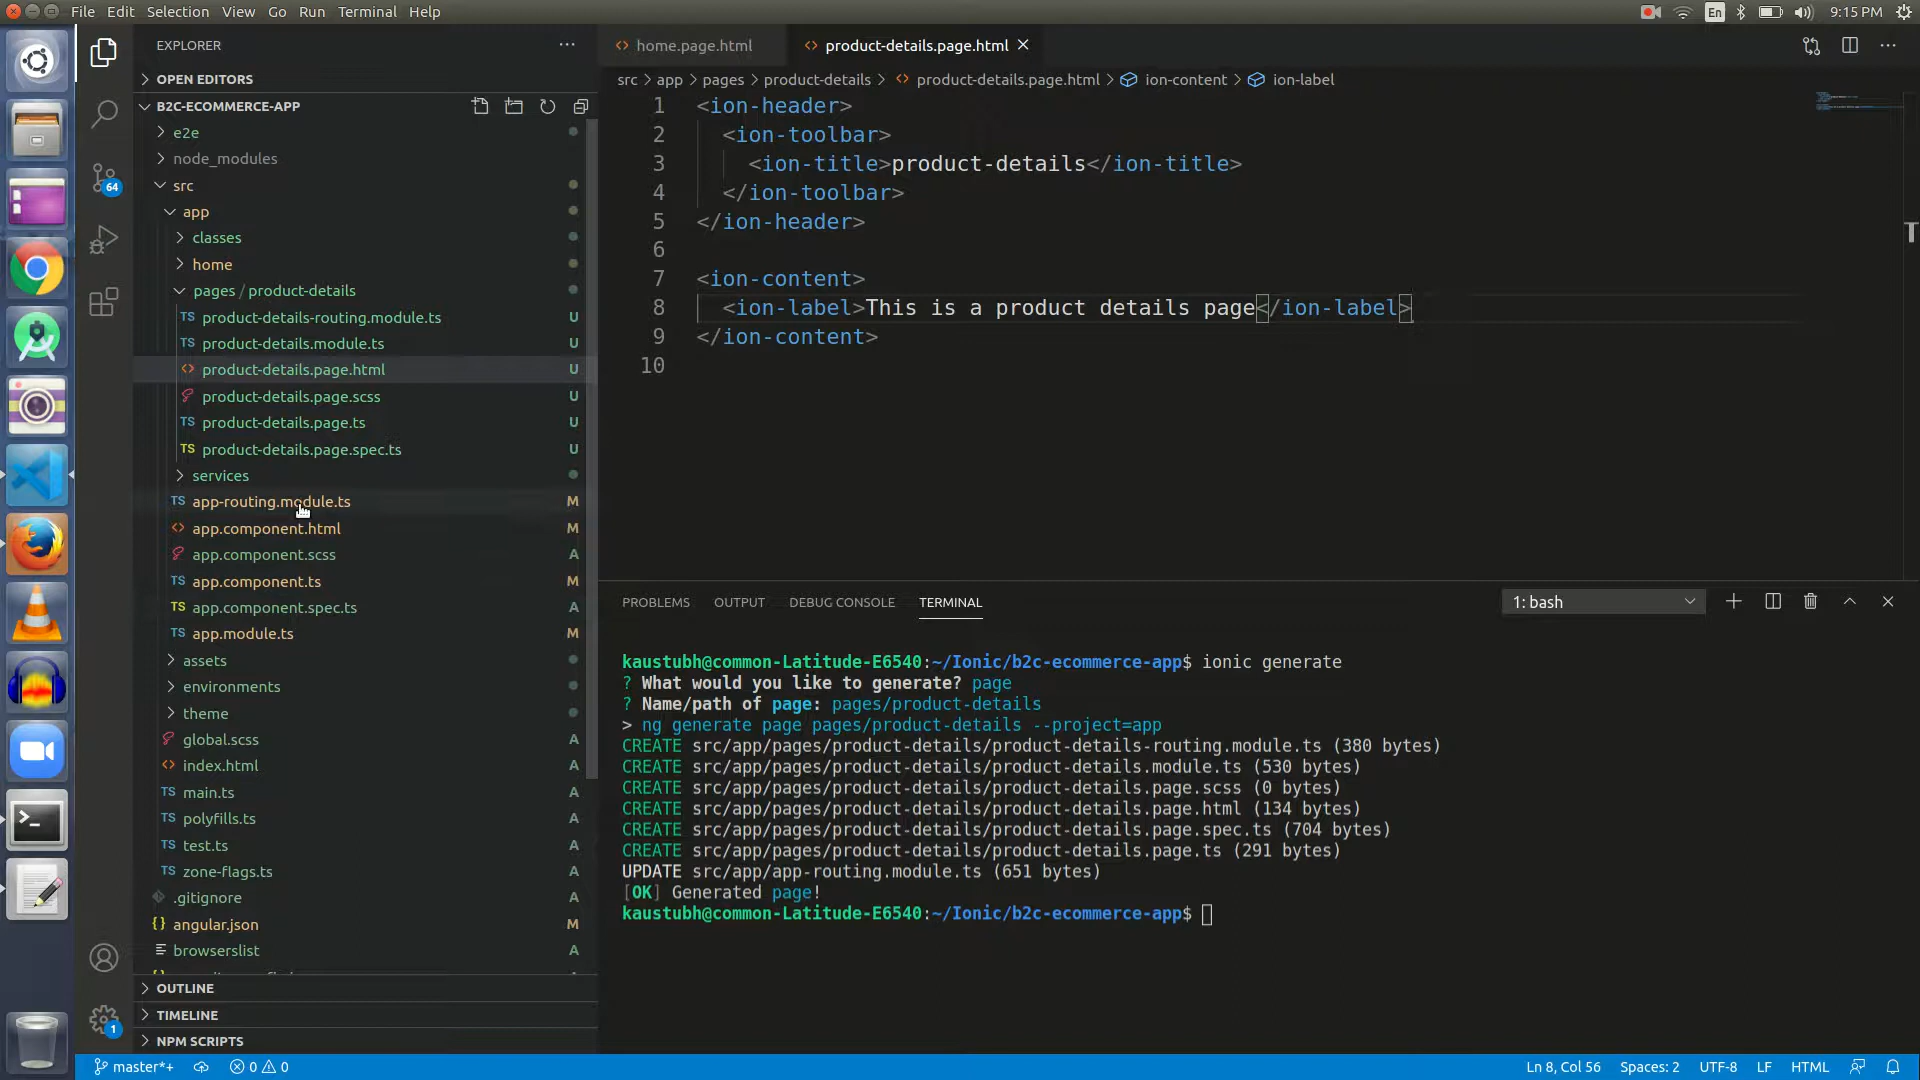 File Edit Selection View Go Run Terminal Help
En 9:15 PM
EXPLORER
OPEN EDITORS
B2C-ECOMMERCE-APP
e2e
node_modules
src
app
classes
home
pages / product-details
TS product-details-routing.module.ts U
TS product-details.module.ts U
<> product-details.page.html U
product-details.page.scss U
TS product-details.page.ts U
TS product-details.page.spec.ts U
services
TS app-routing.module.ts M
<> app.component.html M
app.component.scss A
TS app.component.ts M
TS app.component.spec.ts A
TS app.module.ts M
assets
environments
theme
global.scss A
<> index.html A
TS main.ts A
TS polyfills.ts A
TS test.ts A
TS zone-flags.ts A
.gitignore A
{} angular.json M
browserslist A
OUTLINE
TIMELINE
NPM SCRIPTS
64
1
<> home.page.html <> product-details.page.html
src > app > pages > product-details > <> product-details.page.html > ion-content > ion-label
1 <ion-header>
2 <ion-toolbar>
3 <ion-title>product-details</ion-title>
4 </ion-toolbar>
5 </ion-header>
6
7 <ion-content>
8 <ion-label>This is a product details page</ion-label>
9 </ion-content>
10
PROBLEMS OUTPUT DEBUG CONSOLE TERMINAL 1: bash
kaustubh@common-Latitude-E6540:~/Ionic/b2c-ecommerce-app$ ionic generate
? What would you like to generate? page
? Name/path of page: pages/product-details
> ng generate page pages/product-details --project=app
CREATE src/app/pages/product-details/product-details-routing.module.ts (380 bytes)
CREATE src/app/pages/product-details/product-details.module.ts (530 bytes)
CREATE src/app/pages/product-details/product-details.page.scss (0 bytes)
CREATE src/app/pages/product-details/product-details.page.html (134 bytes)
CREATE src/app/pages/product-details/product-details.page.spec.ts (704 bytes)
CREATE src/app/pages/product-details/product-details.page.ts (291 bytes)
UPDATE src/app/app-routing.module.ts (651 bytes)
[OK] Generated page!
kaustubh@common-Latitude-E6540:~/Ionic/b2c-ecommerce-app$
master*+ 0 0 Ln 8, Col 56 Spaces: 2 UTF-8 LF HTML